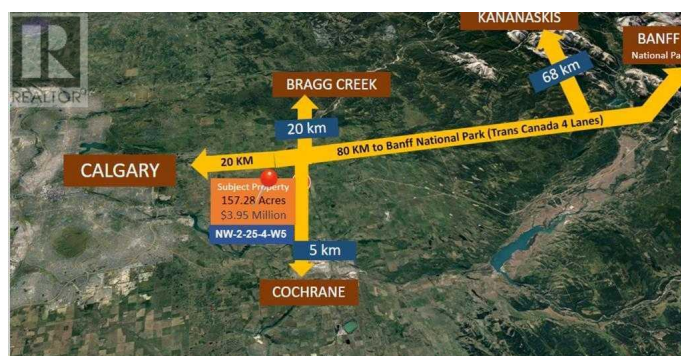 R
REALTOR®
KANANASKIS
BANFF
National Pa
68 km
BRAGG CREEK
20 km
80 KM to Banff National Park (Trans Canada 4 Lanes)
20 KM
CALGARY
Subject Property
157.28 Acres
$3.95 Million
NW-2-25-4-W5
5 km
COCHRANE